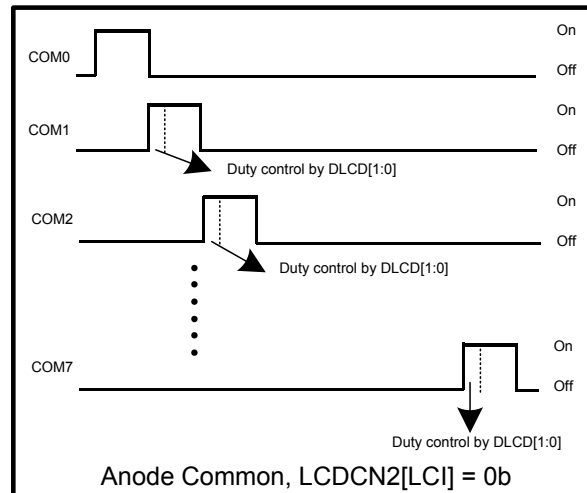 On
COM0
Off
On
COM1
Off
Duty control by DLCD[1:0]
On
COM2
Off
Duty control by DLCD[1:0]
On
COM7
Off
Duty control by DLCD[1:0]
Anode Common, LCDCN2[LCI] = 0b